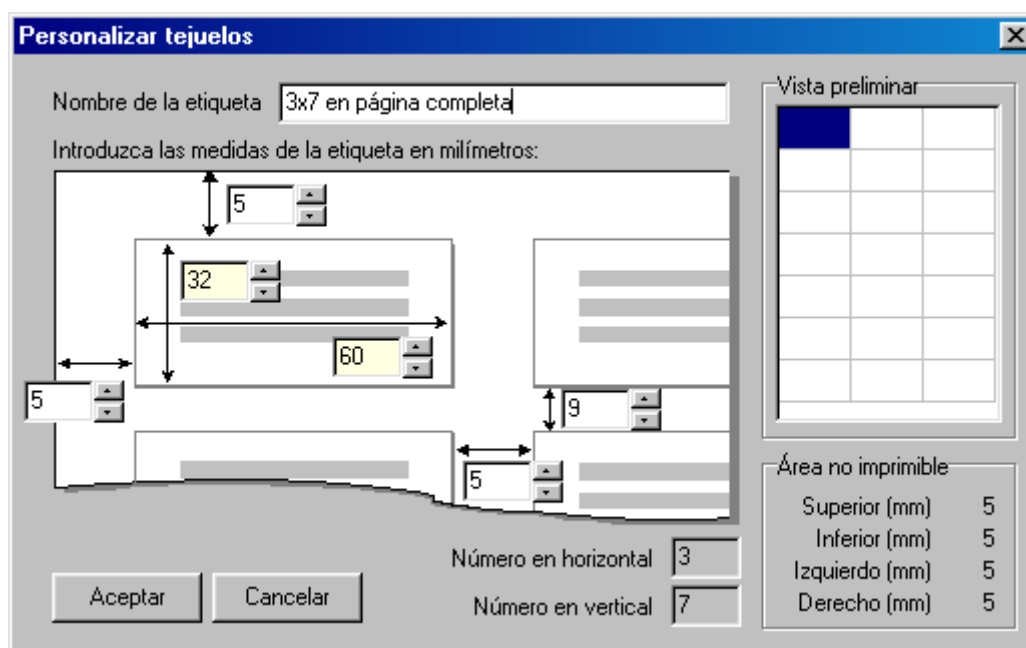 Personalizar tejuelos
Nombre de la etiqueta 3x7 en página completa
Vista preliminar
Introduzca las medidas de la etiqueta en milímetros:
5
32
60
5
9
5
Área no imprimible
Superior (mm) 5
Inferior (mm) 5
Izquierdo (mm) 5
Derecho (mm) 5
Número en horizontal 3
Número en vertical 7
Aceptar Cancelar